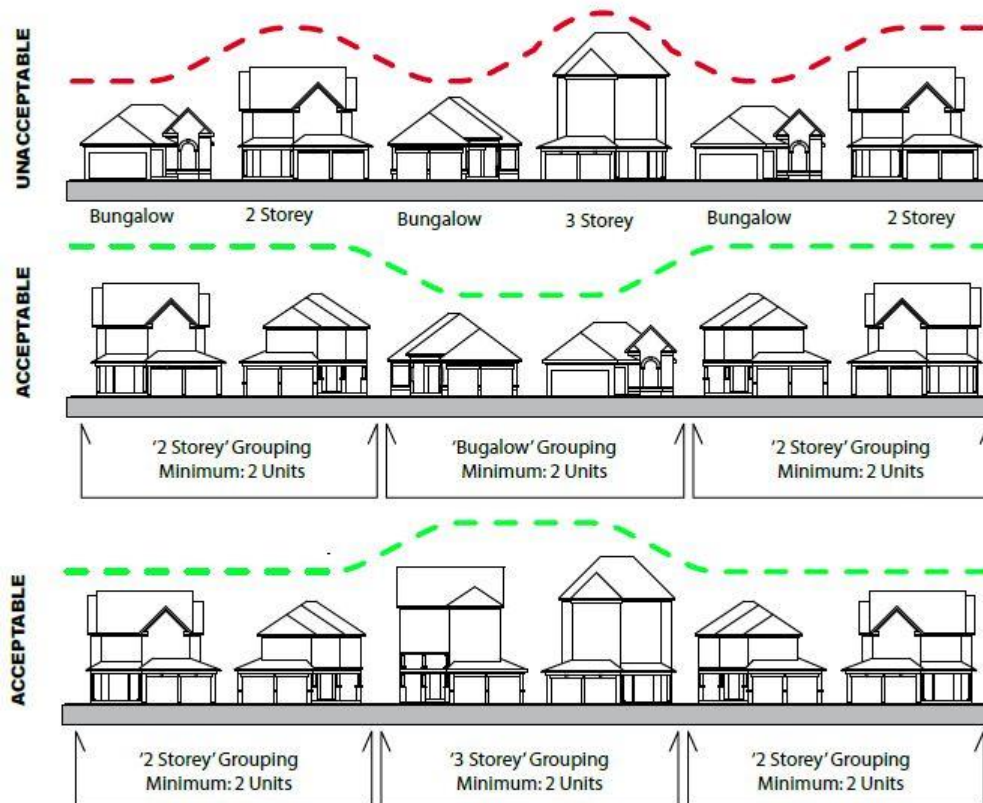 UNACCEPTABLE
Bungalow
2 Storey
Bungalow
3 Storey
Bungalow
2 Storey
ACCEPTABLE
'2 Storey' Grouping
Minimum: 2 Units
'Bugalow' Grouping
Minimum: 2 Units
'2 Storey' Grouping
Minimum: 2 Units
ACCEPTABLE
'2 Storey' Grouping
Minimum: 2 Units
'3 Storey' Grouping
Minimum: 2 Units
'2 Storey' Grouping
Minimum: 2 Units